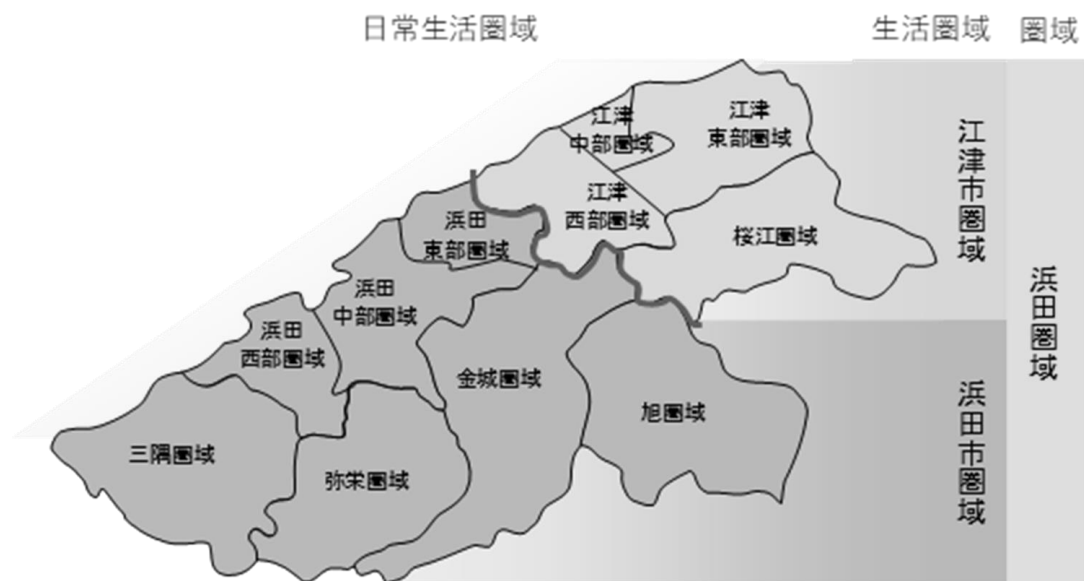 日常生活圏域
生活圏域
圏域
江津
中部圏域
江津
東部圏域
江津
西部圏域
桜江圏域
浜田
東部圏域
浜田
中部圏域
浜田
西部圏域
金城圏域
旭圏域
三隅圏域
弥栄圏域
江津市圏域
浜田市圏域
浜田圏域